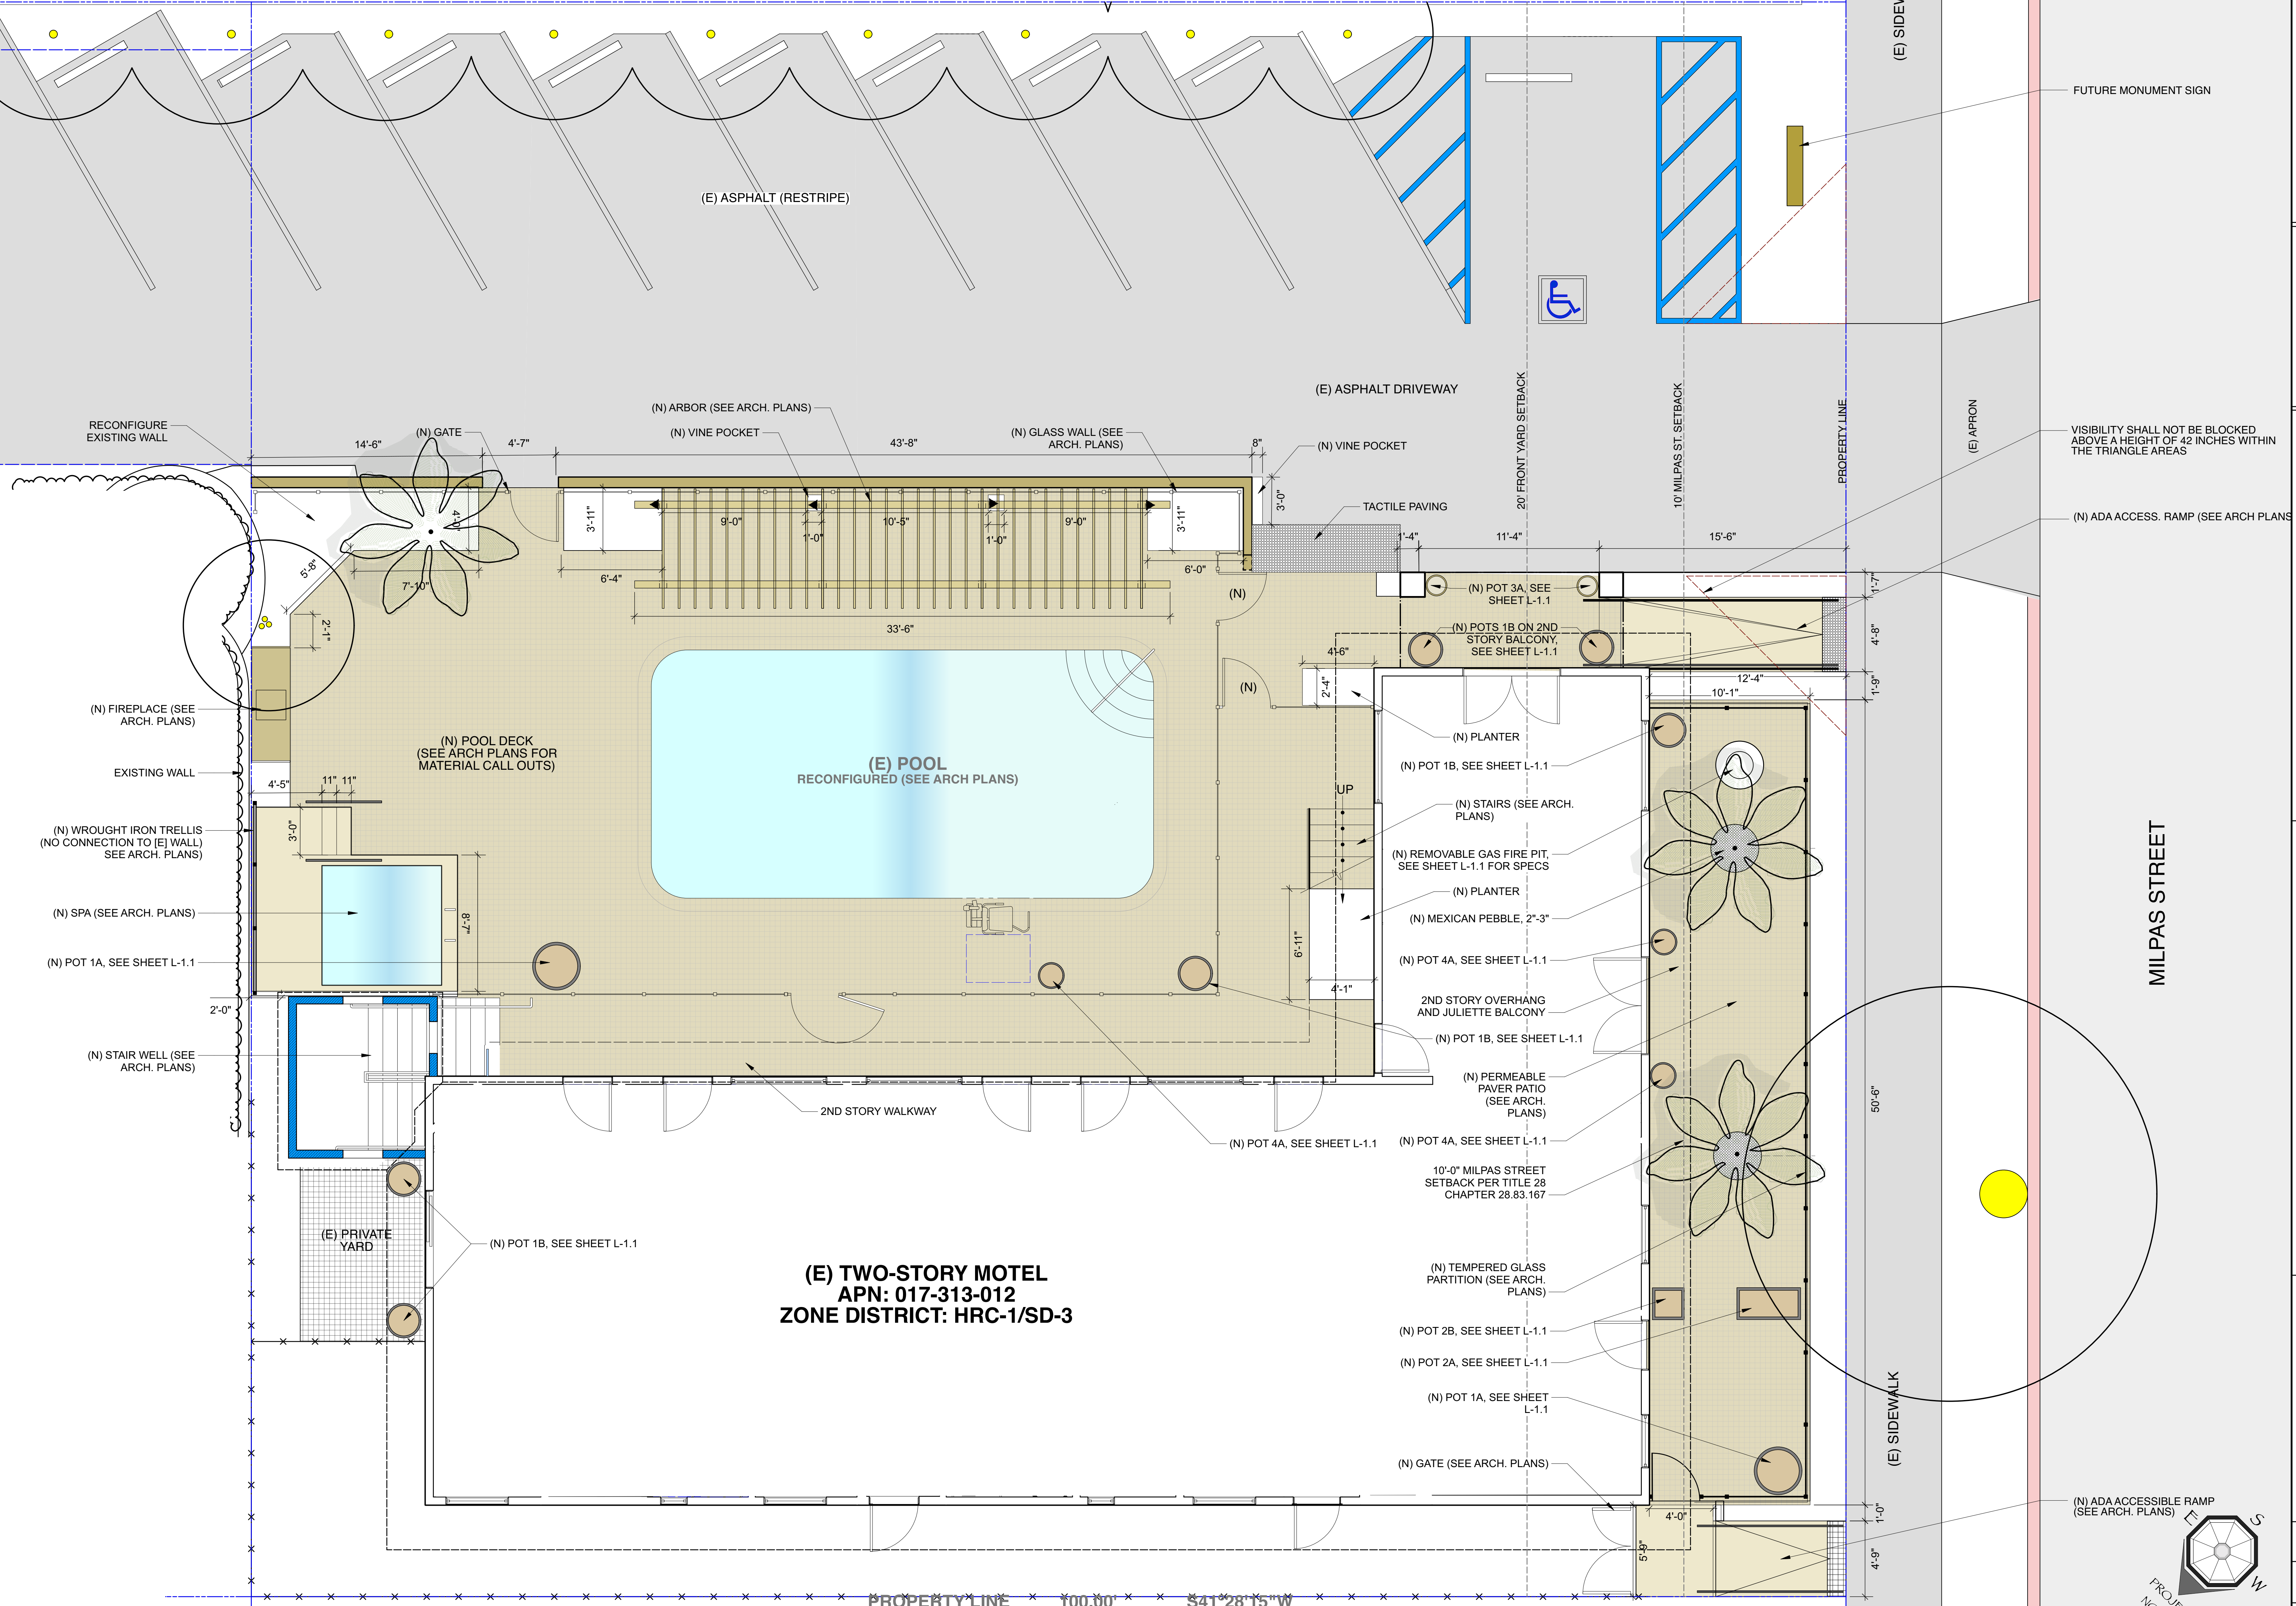 (E) SIDEW
FUTURE MONUMENT SIGN
(E) ASPHALT (RESTRIPE)
(E) ASPHALT DRIVEWAY
20' FRONT YARD SETBACK
10' MILPAS ST. SETBACK
PROPERTY LINE
(E) APRON
VISIBILITY SHALL NOT BE BLOCKED
ABOVE A HEIGHT OF 42 INCHES WITHIN
THE TRIANGLE AREAS
(N) ADA ACCESS. RAMP (SEE ARCH PLANS
RECONFIGURE
EXISTING WALL
14'-6"
(N) GATE
4'-7"
(N) ARBOR (SEE ARCH. PLANS)
(N) VINE POCKET
43'-8"
(N) GLASS WALL (SEE
ARCH. PLANS)
8"
(N) VINE POCKET
3'-0"
TACTILE PAVING
4'-0"
3'-11"
9'-0"
1'-0"
10'-5"
1'-0"
9'-0"
3'-11"
1'-4"
11'-4"
15'-6"
5'-8"
7'-10"
6'-4"
6'-0"
33'-6"
2'-1"
(N)
(N) POT 3A, SEE
SHEET L-1.1
(N) POTS 1B ON 2ND
STORY BALCONY,
SEE SHEET L-1.1
1'-7"
4'-8"
1'-9"
4'-6"
2'-4"
(N)
12'-4"
10'-1"
(N) FIREPLACE (SEE
ARCH. PLANS)
(N) POOL DECK
(SEE ARCH PLANS FOR
MATERIAL CALL OUTS)
(E) POOL
RECONFIGURED (SEE ARCH PLANS)
(N) PLANTER
(N) POT 1B, SEE SHEET L-1.1
EXISTING WALL
4'-5"
11"
11"
UP
(N) STAIRS (SEE ARCH.
PLANS)
(N) WROUGHT IRON TRELLIS
(NO CONNECTION TO [E] WALL)
SEE ARCH. PLANS)
3'-0"
(N) REMOVABLE GAS FIRE PIT,
SEE SHEET L-1.1 FOR SPECS
(N) PLANTER
(N) SPA (SEE ARCH. PLANS)
8'-7"
6'-11"
(N) MEXICAN PEBBLE, 2"-3"
(N) POT 1A, SEE SHEET L-1.1
(N) POT 4A, SEE SHEET L-1.1
4'-1"
2'-0"
2ND STORY OVERHANG
AND JULIETTE BALCONY
(N) POT 1B, SEE SHEET L-1.1
(N) STAIR WELL (SEE
ARCH. PLANS)
(N) PERMEABLE
PAVER PATIO
(SEE ARCH.
PLANS)
2ND STORY WALKWAY
(N) POT 4A, SEE SHEET L-1.1
(N) POT 4A, SEE SHEET L-1.1
50'-6"
MILPAS STREET
10'-0" MILPAS STREET
SETBACK PER TITLE 28
CHAPTER 28.83.167
(E) PRIVATE
YARD
(N) POT 1B, SEE SHEET L-1.1
(E) TWO-STORY MOTEL
APN: 017-313-012
ZONE DISTRICT: HRC-1/SD-3
(N) TEMPERED GLASS
PARTITION (SEE ARCH.
PLANS)
(N) POT 2B, SEE SHEET L-1.1
(N) POT 2A, SEE SHEET L-1.1
(N) POT 1A, SEE SHEET
L-1.1
(E) SIDEWALK
(N) GATE (SEE ARCH. PLANS)
4'-0"
1'-0"
5'-9"
4'-9"
(N) ADA ACCESSIBLE RAMP
(SEE ARCH. PLANS)
E
S
W
PROJE
PROPERTY LINE 100.00' S41°28'15"W